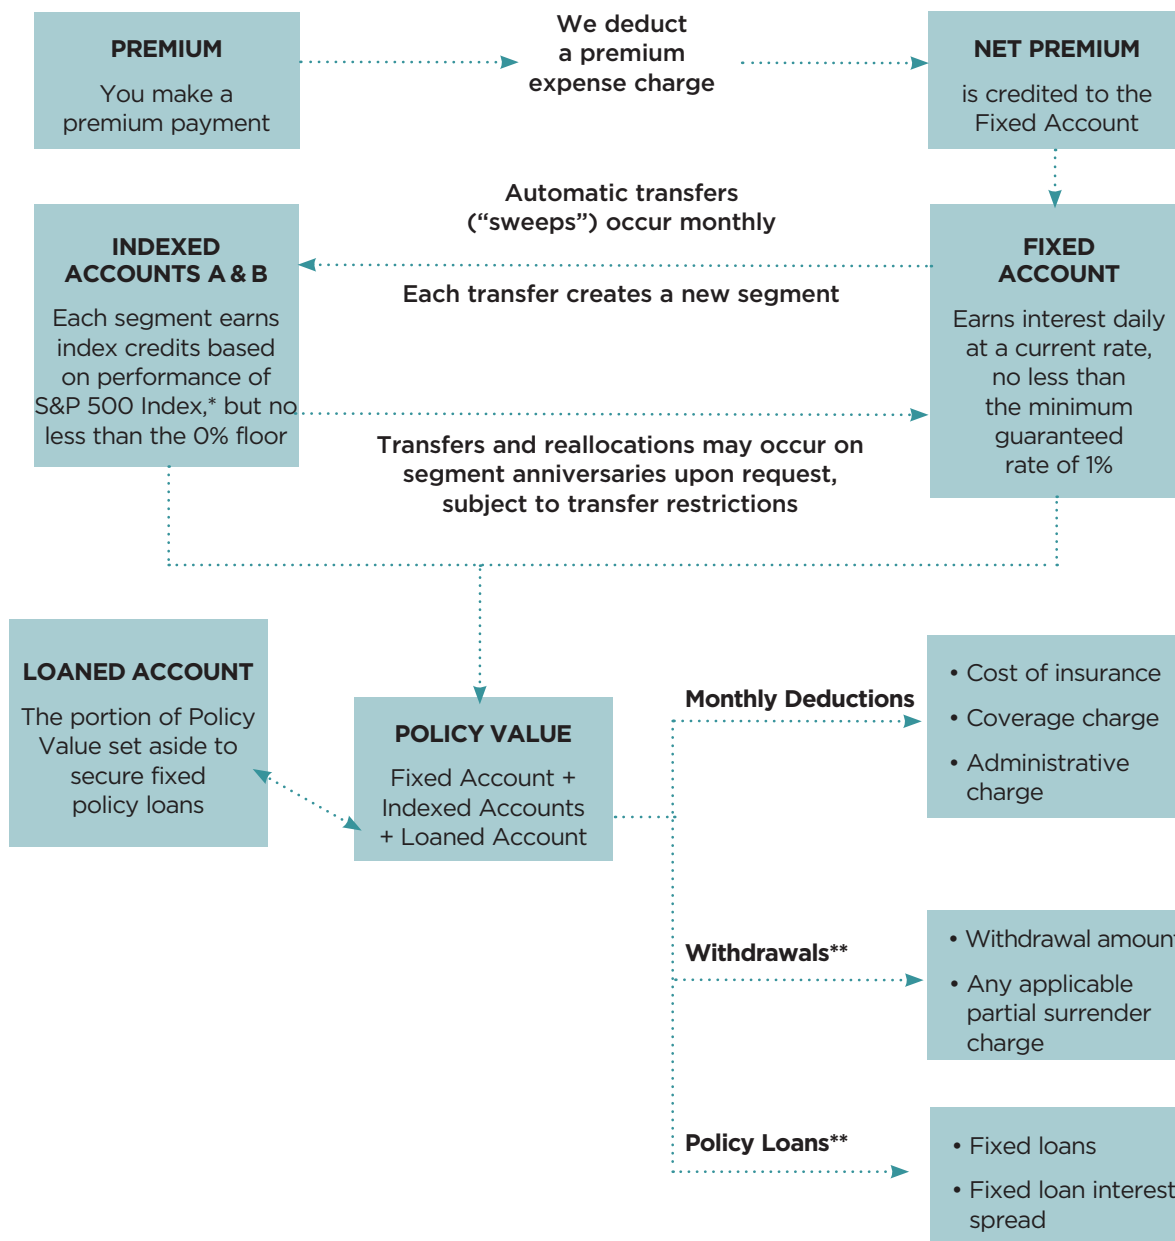 PREMIUM
You make a
premium payment
We deduct
a premium
expense charge
NET PREMIUM
is credited to the
Fixed Account
Automatic transfers
(“sweeps”) occur monthly
Each transfer creates a new segment
INDEXED
ACCOUNTS A & B
Each segment earns
index credits based
on performance of
S&P 500 Index,* but no
less than the 0% floor
FIXED
ACCOUNT
Earns interest daily
at a current rate,
no less than
the minimum
guaranteed
rate of 1%
Transfers and reallocations may occur on
segment anniversaries upon request,
subject to transfer restrictions
LOANED ACCOUNT
The portion of Policy
Value set aside to
secure fixed
policy loans
POLICY VALUE
Fixed Account +
Indexed Accounts
+ Loaned Account
Monthly Deductions
• Cost of insurance
• Coverage charge
• Administrative
charge
Withdrawals**
• Withdrawal amount
• Any applicable
partial surrender
charge
Policy Loans**
• Fixed loans
• Fixed loan interest
spread